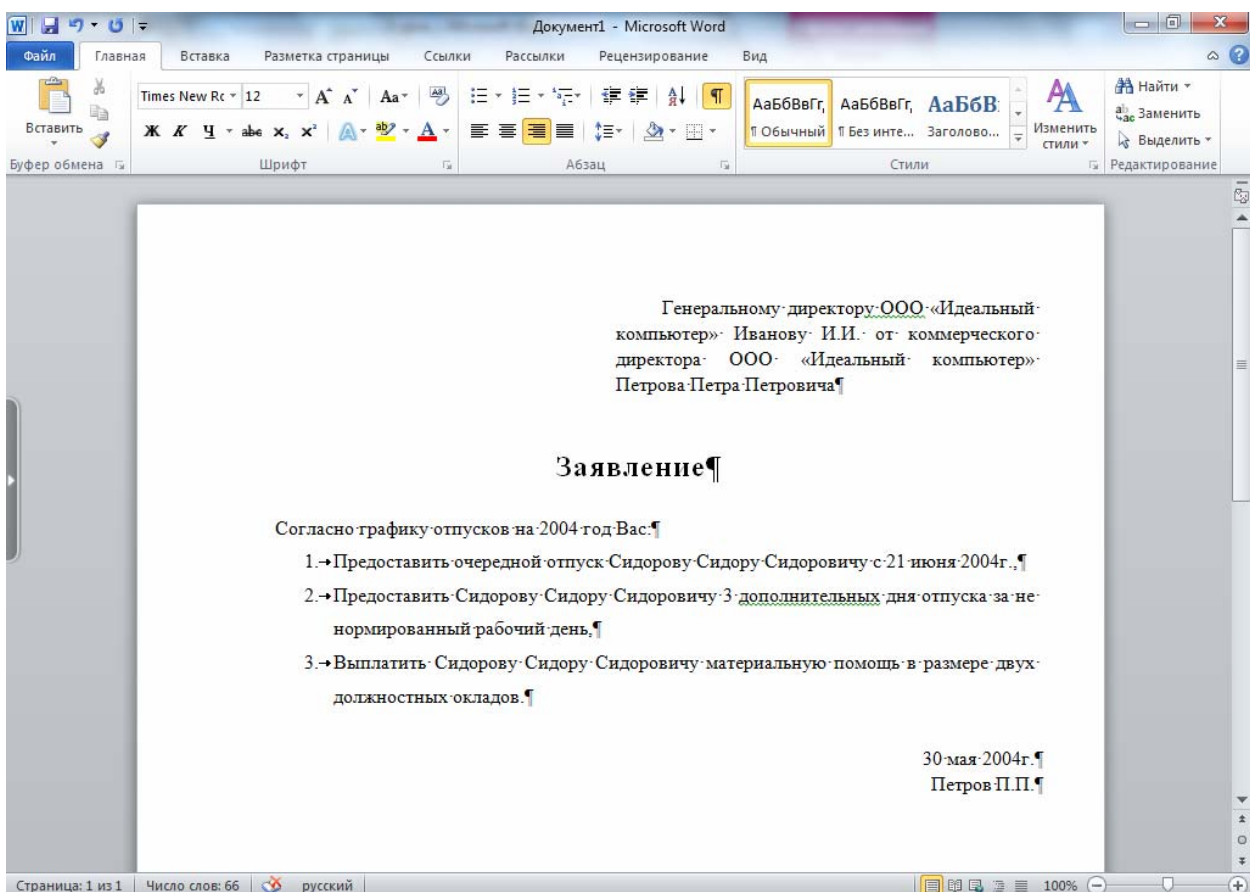 Документ1 - Microsoft Word
Файл Главная Вставка Разметка страницы Ссылки Рассылки Рецензирование Вид
Вставить
Буфер обмена
Times New Rc 12
Ж К Ч abc x₂ x²
Шрифт
Абзац
АаБбВвГг, АаБбВвГг, АаБбВ
¶ Обычный ¶ Без инте... Заголово...
Изменить
стили
Стили
Найти
Заменить
Выделить
Редактирование
Генеральному директору ООО «Идеальный
компьютер» Иванову И.И. от коммерческого
директора ООО «Идеальный компьютер»
Петрова Петра Петровича¶
Заявление¶
Согласно графику отпусков на 2004 год Вас:¶
1.→Предоставить очередной отпуск Сидорову Сидору Сидоровичу с 21 июня 2004г.,¶
2.→Предоставить Сидорову Сидору Сидоровичу 3 дополнительных дня отпуска за не
нормированный рабочий день,¶
3.→Выплатить Сидорову Сидору Сидоровичу материальную помощь в размере двух
должностных окладов.¶
30 мая 2004г.¶
Петров П.П.¶
Страница: 1 из 1 Число слов: 66 русский 100%